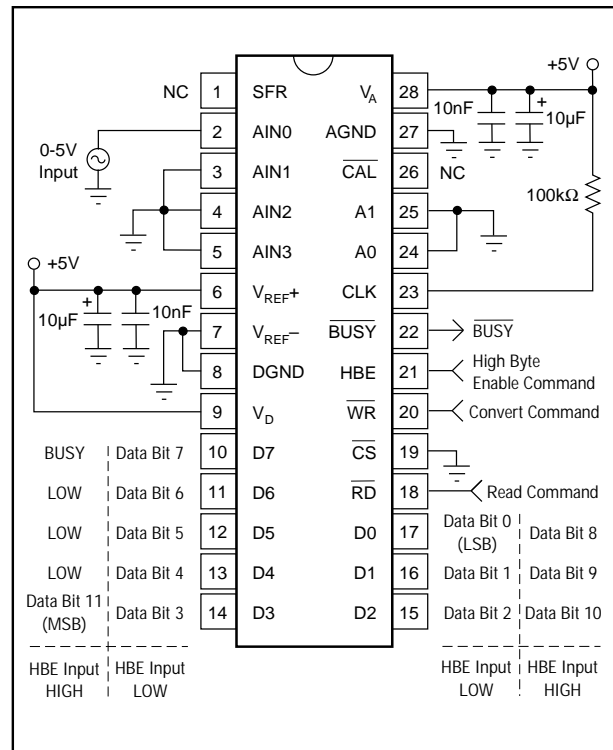 +5V
NC 1 SFR V_A 28 10nF + 10µF
2 AIN0 AGND 27
0-5V
Input
3 AIN1 C̅A̅L̅ 26 NC
4 AIN2 A1 25 100kΩ
5 AIN3 A0 24
+5V
6 V_REF+ CLK 23
10µF + 10nF
7 V_REF– B̅U̅S̅Y̅ 22 B̅U̅S̅Y̅
8 DGND HBE 21 High Byte
Enable Command
9 V_D W̅R̅ 20 Convert Command
BUSY Data Bit 7 10 D7 C̅S̅ 19
LOW Data Bit 6 11 D6 R̅D̅ 18 Read Command
LOW Data Bit 5 12 D5 D0 17 Data Bit 0
(LSB) Data Bit 8
LOW Data Bit 4 13 D4 D1 16 Data Bit 1 Data Bit 9
Data Bit 11
(MSB) Data Bit 3 14 D3 D2 15 Data Bit 2 Data Bit 10
HBE Input
HIGH
HBE Input
LOW
HBE Input
LOW
HBE Input
HIGH